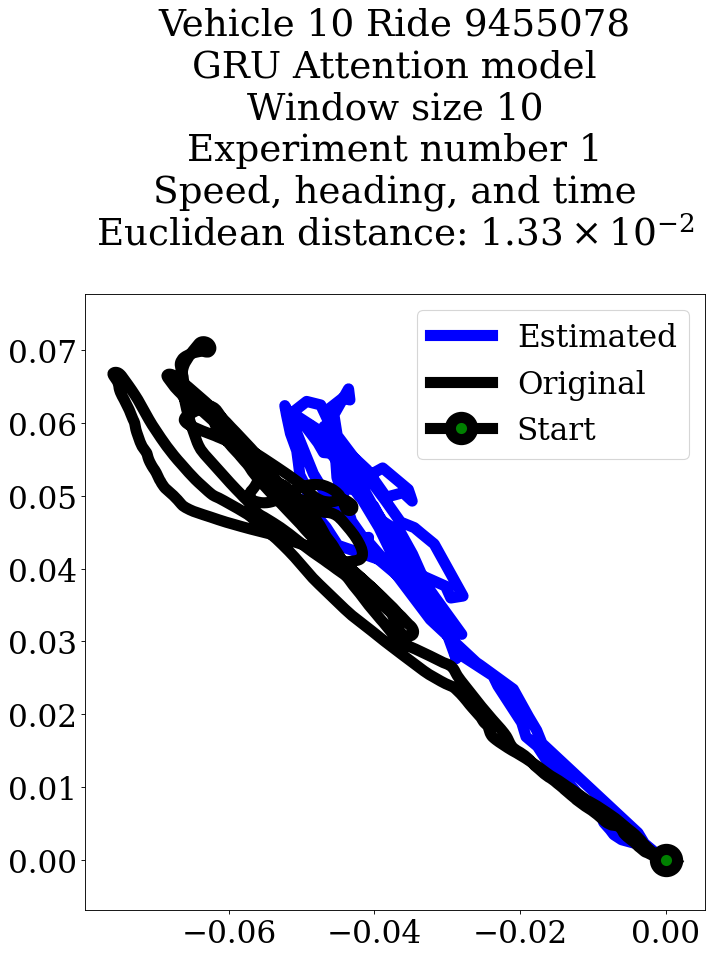 Vehicle 10 Ride 9455078
GRU Attention model
Window size 10
Experiment number 1
Speed, heading, and time
Euclidean distance: 1.33 × 10⁻²
Estimated
Original
Start
0.07
0.06
0.05
0.04
0.03
0.02
0.01
0.00
−0.06 −0.04 −0.02 0.00